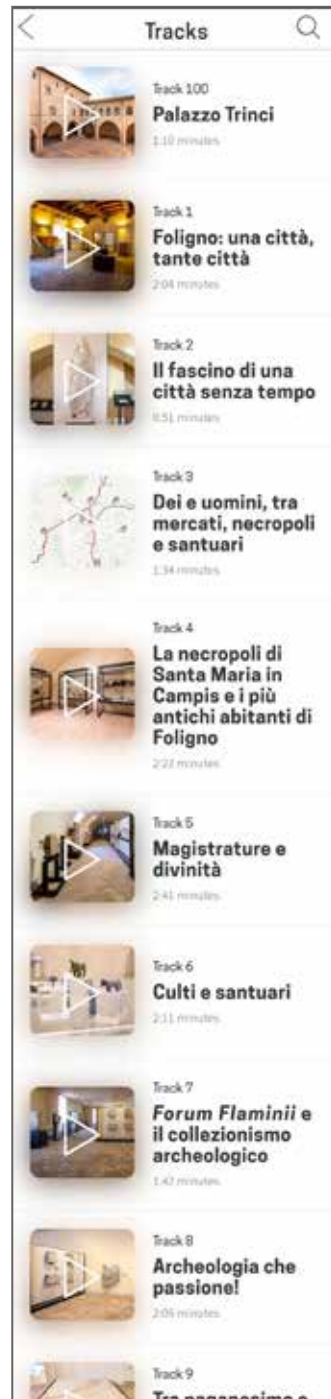 Tracks
Track 100
Palazzo Trinci
1:10 minutes
Track 1
Foligno: una città,
tante città
2:04 minutes
Track 2
Il fascino di una
città senza tempo
0:51 minutes
Track 3
Dei e uomini, tra
mercati, necropoli
e santuari
1:34 minutes
Track 4
La necropoli di
Santa Maria in
Campis e i più
antichi abitanti di
Foligno
2:23 minutes
Track 5
Magistrature e
divinità
2:41 minutes
Track 6
Culti e santuari
2:11 minutes
Track 7
Forum Flaminii e
il collezionismo
archeologico
1:42 minutes
Track 8
Archeologia che
passione!
2:05 minutes
Track 9
Tra paganesimo e